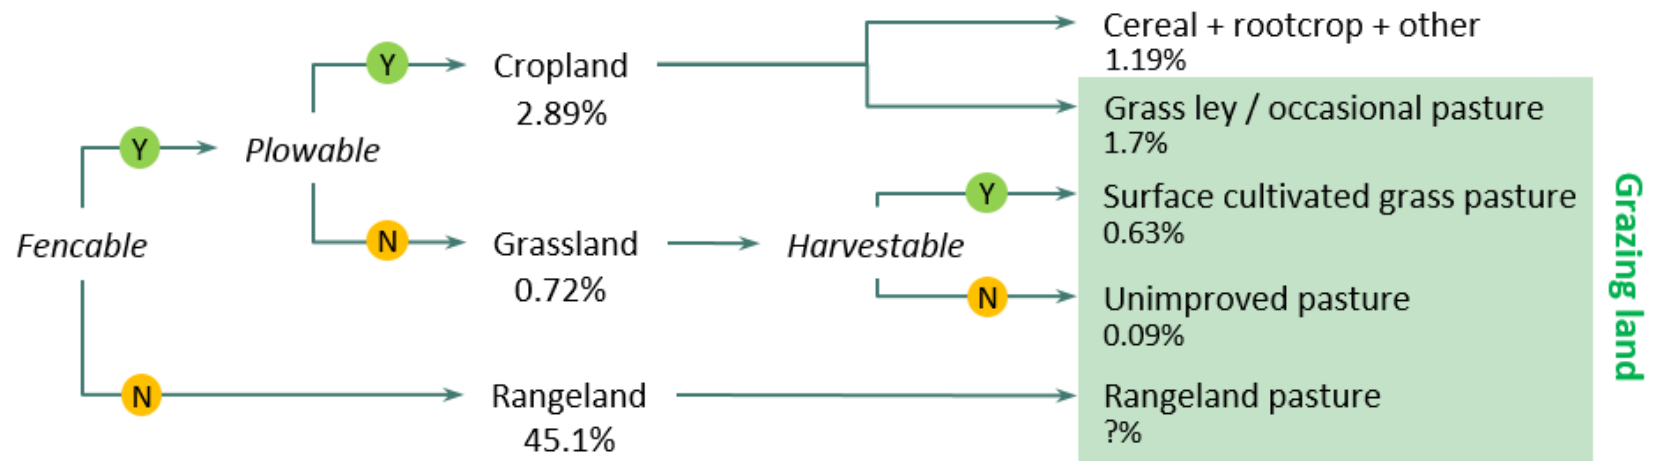 Fencable
Y
N
Plowable
Y
N
Cropland
2.89%
Grassland
0.72%
Rangeland
45.1%
Harvestable
Y
N
Cereal + rootcrop + other
1.19%
Grass ley / occasional pasture
1.7%
Surface cultivated grass pasture
0.63%
Unimproved pasture
0.09%
Rangeland pasture
?%
Grazing land